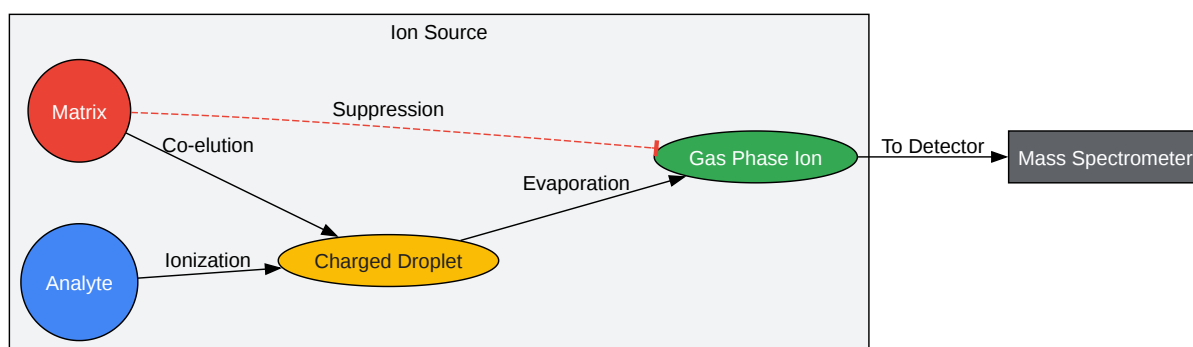 Ion Source
Matrix
Suppression
Co-elution
Gas Phase Ion
To Detector
Mass Spectrometer
Evaporation
Ionization
Charged Droplet
Analyte